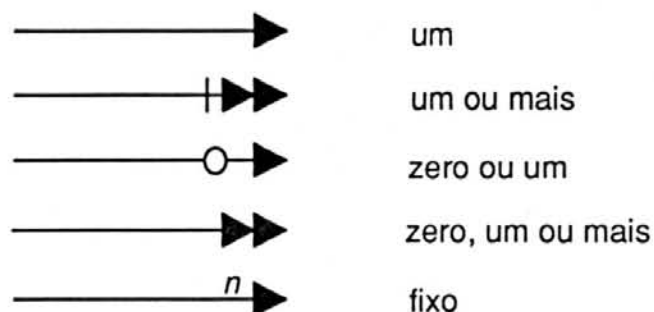 um
um ou mais
zero ou um
zero, um ou mais
n fixo